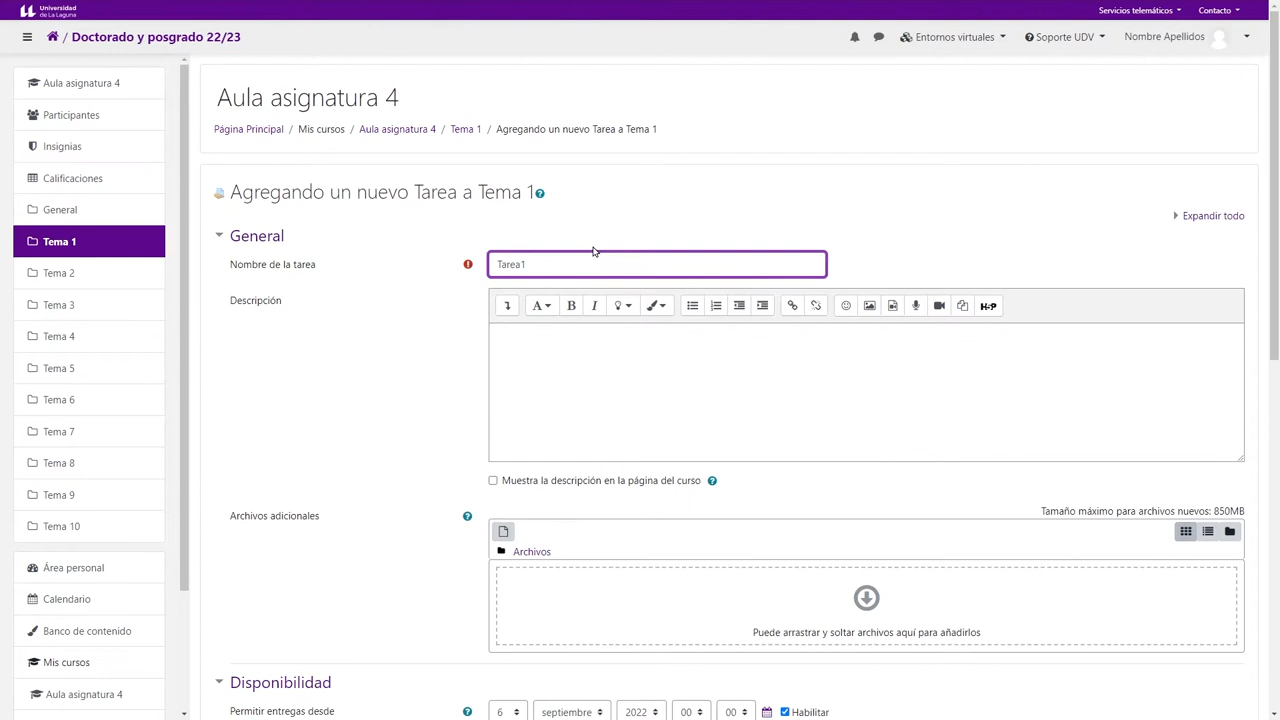 Universidad
de La Laguna
Servicios telemáticos
Contacto
/ Doctorado y posgrado 22/23
Entornos virtuales
Soporte UDV
Nombre Apellidos
Aula asignatura 4
Participantes
Insignias
Calificaciones
General
Tema 1
Tema 2
Tema 3
Tema 4
Tema 5
Tema 6
Tema 7
Tema 8
Tema 9
Tema 10
Área personal
Calendario
Banco de contenido
Mis cursos
Aula asignatura 4
Aula asignatura 4
Página Principal / Mis cursos / Aula asignatura 4 / Tema 1 / Agregando un nuevo Tarea a Tema 1
Agregando un nuevo Tarea a Tema 1
Expandir todo
General
Nombre de la tarea
Tarea1
Descripción
A B I
H5P
Muestra la descripción en la página del curso
Archivos adicionales
Tamaño máximo para archivos nuevos: 850MB
Archivos
Puede arrastrar y soltar archivos aquí para añadirlos
Disponibilidad
Permitir entregas desde
6 septiembre 2022 00 00 Habilitar